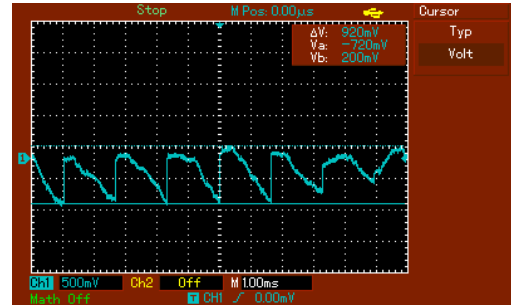 Stop M Pos: 0.00µs Cursor
ΔV: 920mV
Va: -720mV
Vb: 200mV
Typ
Volt
1
Ch1 500mV Ch2 Off M 1.00ms
Math Off T CH1 / 0.00mV